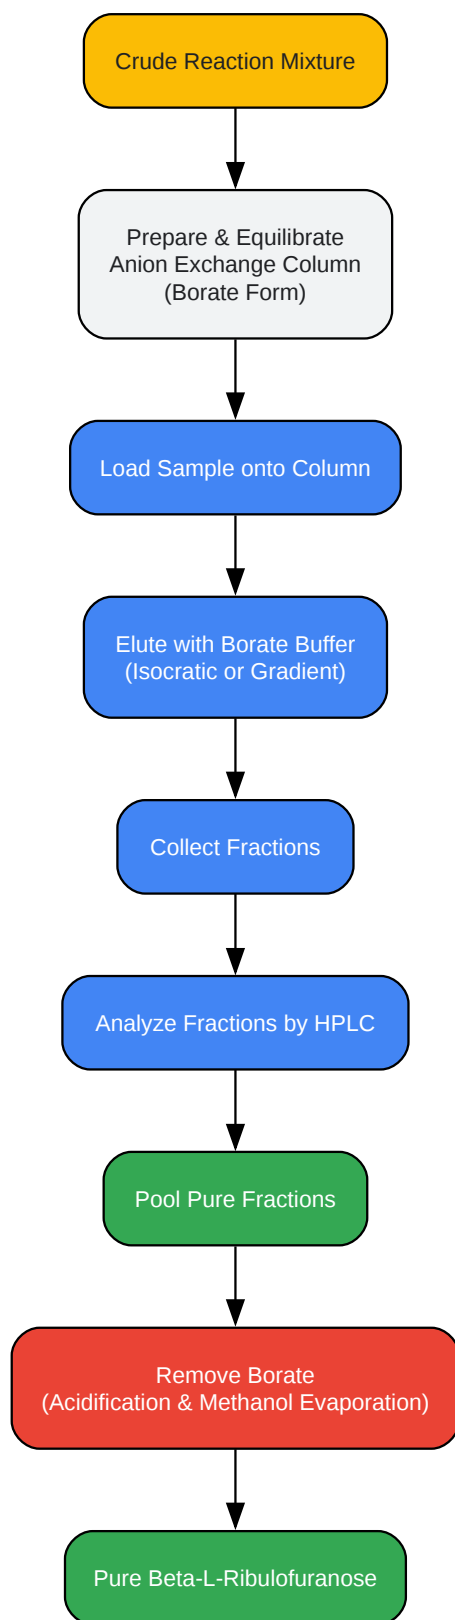 Crude Reaction Mixture
Prepare & Equilibrate
Anion Exchange Column
(Borate Form)
Load Sample onto Column
Elute with Borate Buffer
(Isocratic or Gradient)
Collect Fractions
Analyze Fractions by HPLC
Pool Pure Fractions
Remove Borate
(Acidification & Methanol Evaporation)
Pure Beta-L-Ribulofuranose